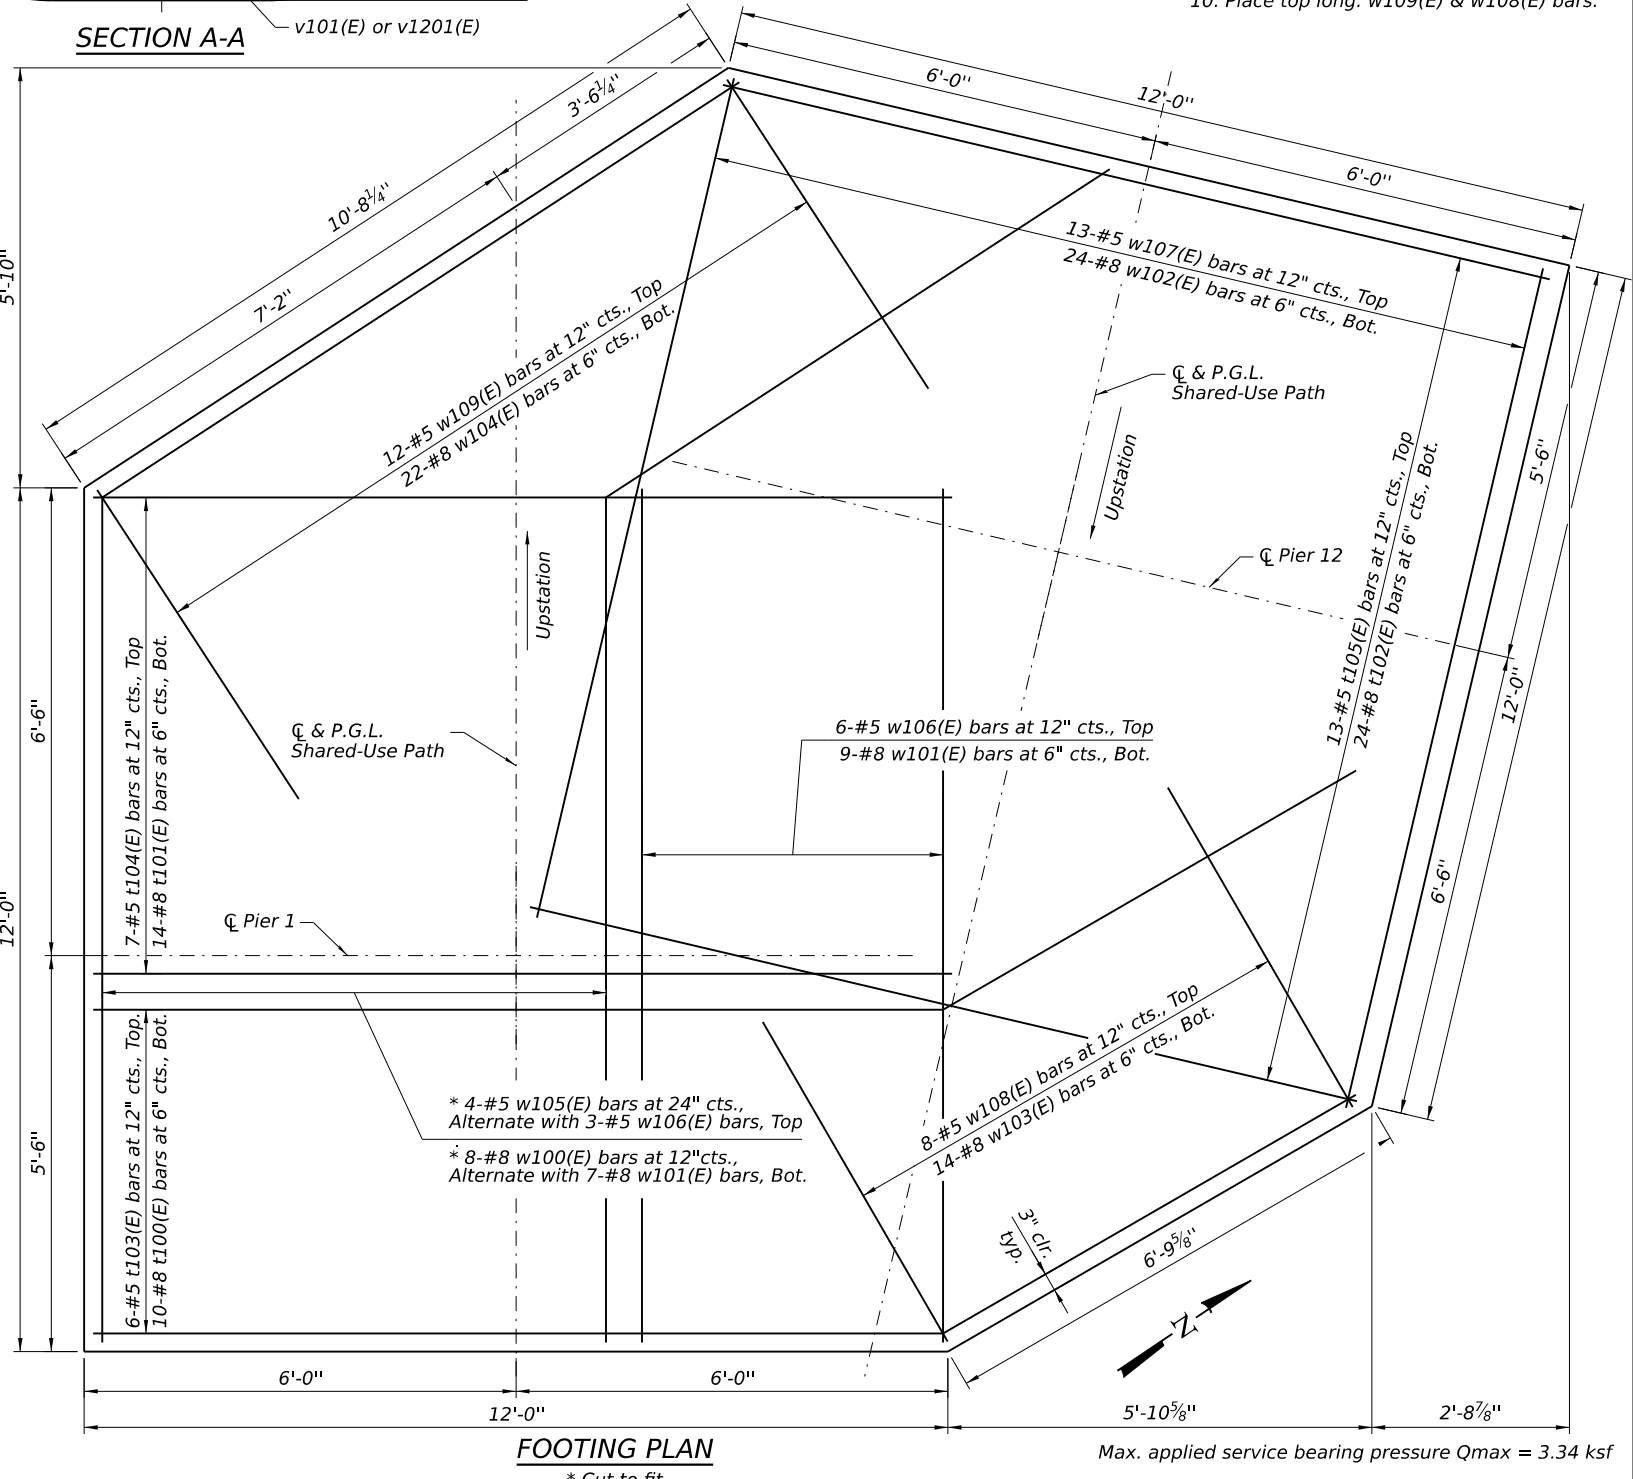 10. Place top long. w109(E) & w108(E) bars.
v101(E) or v1201(E)
SECTION A-A
3'-6¼"
6'-0"
12'-0"
6'-0"
10'-8¼"
7'-2"
5'-10"
13-#5 w107(E) bars at 12" cts., Top
24-#8 w102(E) bars at 6" cts., Bot.
12-#5 w109(E) bars at 12" cts., Top
22-#8 w104(E) bars at 6" cts., Bot.
℄ & P.G.L.
Shared-Use Path
Upstation
5'-6"
℄ Pier 12
13-#5 t105(E) bars at 12" cts., Top
24-#8 t102(E) bars at 6" cts., Bot.
12'-0"
6'-6"
Upstation
7-#5 t104(E) bars at 12" cts., Top
14-#8 t101(E) bars at 6" cts., Bot.
6'-6"
℄ & P.G.L.
Shared-Use Path
6-#5 w106(E) bars at 12" cts., Top
9-#8 w101(E) bars at 6" cts., Bot.
12'-0"
℄ Pier 1
6-#5 t103(E) bars at 12" cts., Top.
10-#8 t100(E) bars at 6" cts., Bot.
5'-6"
* 4-#5 w105(E) bars at 24" cts.,
Alternate with 3-#5 w106(E) bars, Top
* 8-#8 w100(E) bars at 12"cts.,
Alternate with 7-#8 w101(E) bars, Bot.
8-#5 w108(E) bars at 12" cts., Top
14-#8 w103(E) bars at 6" cts., Bot.
3" clr.
typ.
6'-9⅝"
N
6'-0"
6'-0"
12'-0"
5'-10⅝"
2'-8⅞"
FOOTING PLAN
* Cut to fit
Max. applied service bearing pressure Qmax = 3.34 ksf